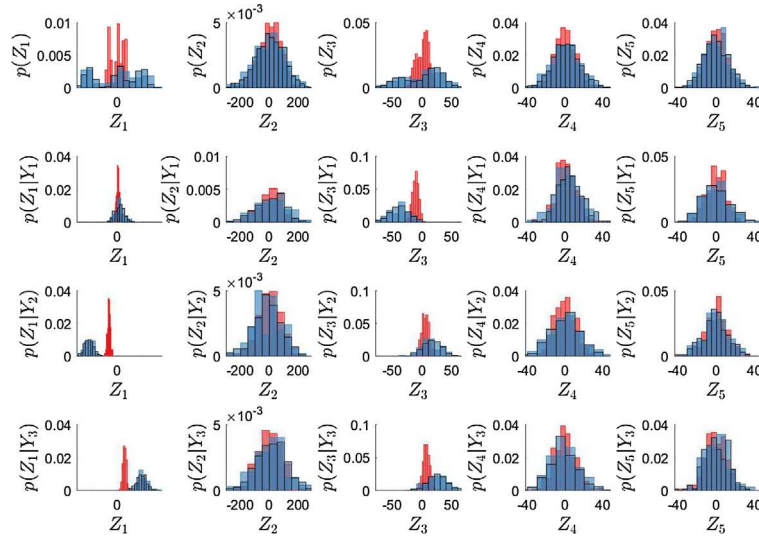 p(Z₁) 0.01 0.005 0 0 Z₁
×10⁻³ p(Z₂) 5 0 -200 0 200 Z₂
p(Z₃) 0.05 0 -50 0 50 Z₃
p(Z₄) 0.04 0.02 0 -40 0 40 Z₄
p(Z₅) 0.04 0.02 0 -40 0 40 Z₅
p(Z₁|Y₁) 0.04 0.02 0 0 Z₁
p(Z₂|Y₁) 0.01 0.005 0 -200 0 200 Z₂
p(Z₃|Y₁) 0.1 0.05 0 -50 0 50 Z₃
p(Z₄|Y₁) 0.04 0.02 0 -40 0 40 Z₄
p(Z₅|Y₁) 0.05 0 -40 0 40 Z₅
p(Z₁|Y₂) 0.04 0.02 0 0 Z₁
×10⁻³ p(Z₂|Y₂) 5 0 -200 0 200 Z₂
p(Z₃|Y₂) 0.1 0.05 0 -50 0 50 Z₃
p(Z₄|Y₂) 0.04 0.02 0 -40 0 40 Z₄
p(Z₅|Y₂) 0.05 0 -40 0 40 Z₅
p(Z₁|Y₃) 0.04 0.02 0 0 Z₁
×10⁻³ p(Z₂|Y₃) 5 0 -200 0 200 Z₂
p(Z₃|Y₃) 0.1 0.05 0 -50 0 50 Z₃
p(Z₄|Y₃) 0.04 0.02 0 -40 0 40 Z₄
p(Z₅|Y₃) 0.04 0.02 0 -40 0 40 Z₅